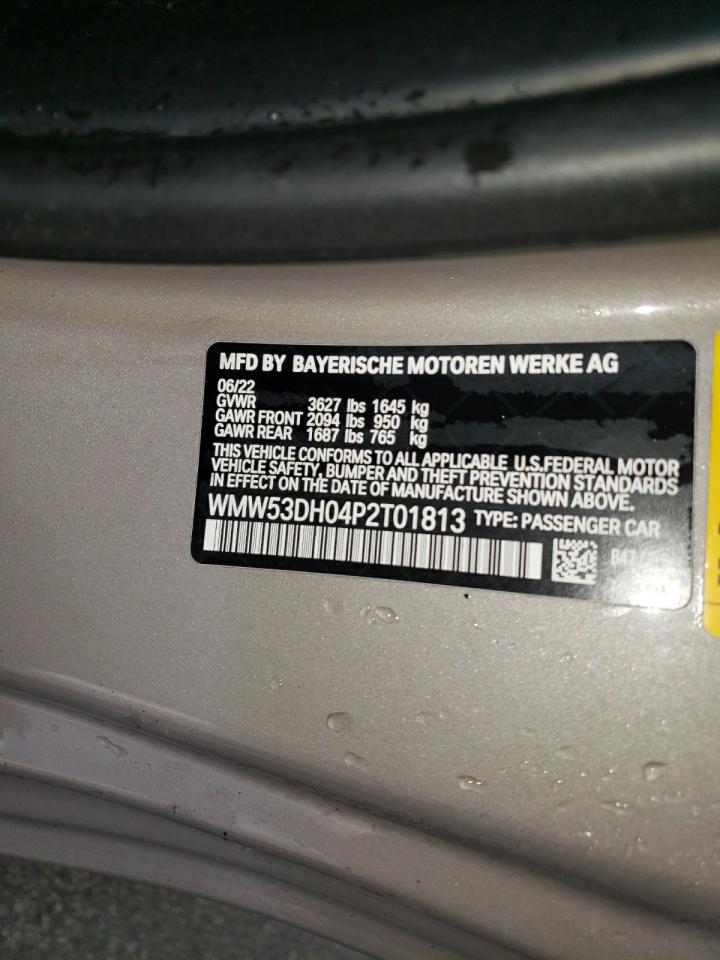 MFD BY BAYERISCHE MOTOREN WERKE AG
06/22
GVWR 3627 lbs 1645 kg
GAWR FRONT 2094 lbs 950 kg
GAWR REAR 1687 lbs 765 kg
THIS VEHICLE CONFORMS TO ALL APPLICABLE U.S.FEDERAL MOTOR
VEHICLE SAFETY, BUMPER AND THEFT PREVENTION STANDARDS
IN EFFECT ON THE DATE OF MANUFACTURE SHOWN ABOVE.
WMW53DH04P2T01813 TYPE: PASSENGER CAR